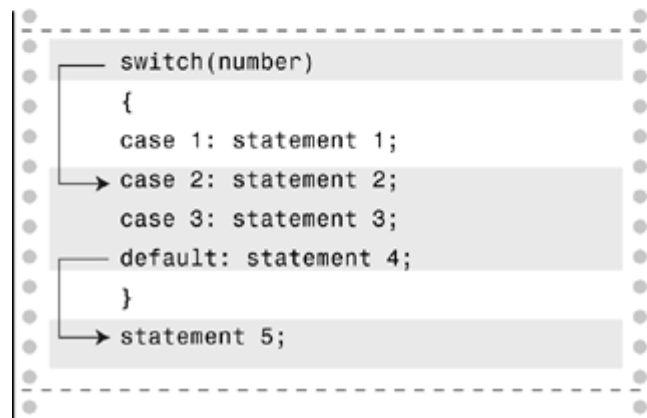 switch(number)
{
case 1: statement 1;
case 2: statement 2;
case 3: statement 3;
default: statement 4;
}
statement 5;